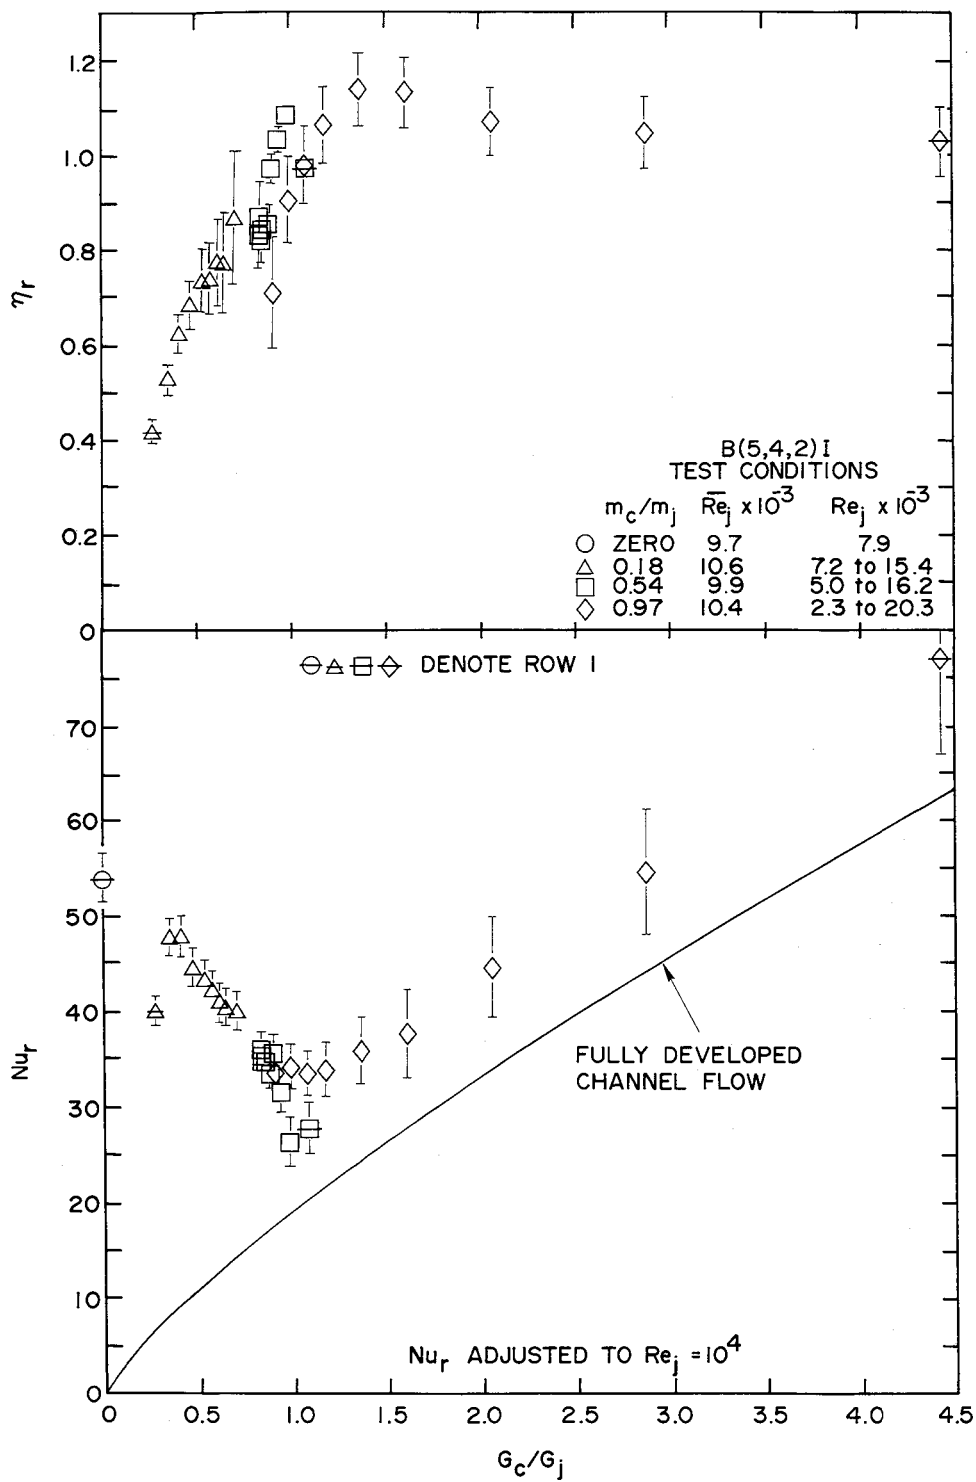 1.2
1.0
0.8
0.6
0.4
0.2
0
ηr
B(5,4,2)I
TEST CONDITIONS
mc/mj R̅ej x10-3 Rej x10-3
ZERO 9.7 7.9
0.18 10.6 7.2 to 15.4
0.54 9.9 5.0 to 16.2
0.97 10.4 2.3 to 20.3
DENOTE ROW 1
70
60
50
40
30
20
10
0
Nur
FULLY DEVELOPED
CHANNEL FLOW
Nur ADJUSTED TO Rej =10^4
0 0.5 1.0 1.5 2.0 2.5 3.0 3.5 4.0 4.5
Gc/Gj